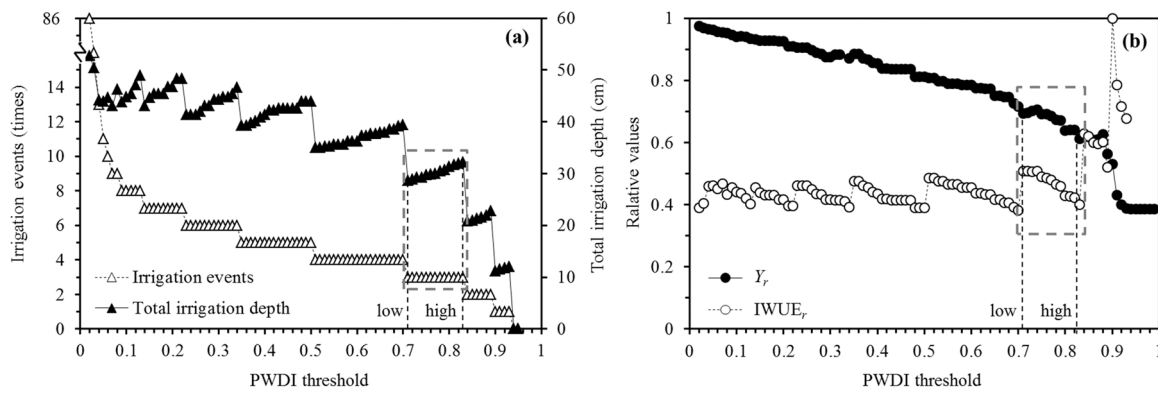 (a)
Irrigation events (times)
86
14
12
10
8
6
4
2
0
Irrigation events
Total irrigation depth
low
high
0 0.1 0.2 0.3 0.4 0.5 0.6 0.7 0.8 0.9 1
PWDI threshold
60
50
40
30
20
10
0
Total irrigation depth (cm)
(b)
Ralative values
1
0.8
0.6
0.4
0.2
1
Yr
IWUEr
low
high
0 0.1 0.2 0.3 0.4 0.5 0.6 0.7 0.8 0.9 1
PWDI threshold